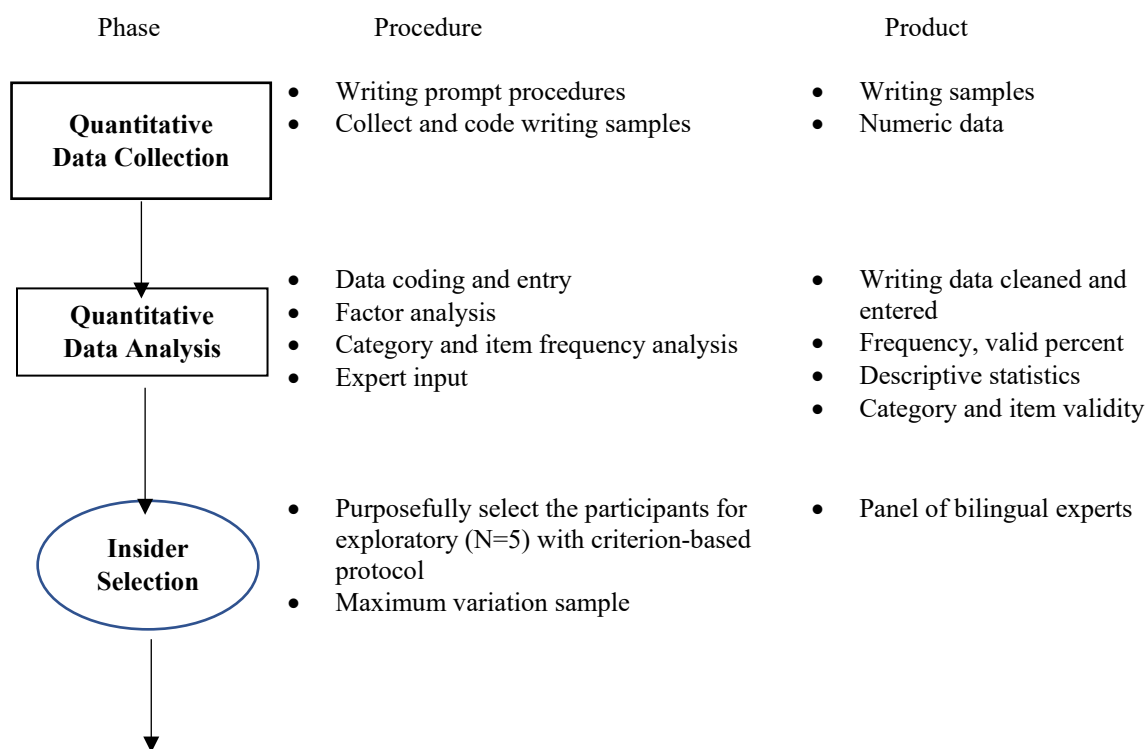 Phase Procedure Product
Quantitative
Data Collection
• Writing prompt procedures
• Collect and code writing samples
• Writing samples
• Numeric data
Quantitative
Data Analysis
• Data coding and entry
• Factor analysis
• Category and item frequency analysis
• Expert input
• Writing data cleaned and
entered
• Frequency, valid percent
• Descriptive statistics
• Category and item validity
Insider
Selection
• Purposefully select the participants for
exploratory (N=5) with criterion-based
protocol
• Maximum variation sample
• Panel of bilingual experts